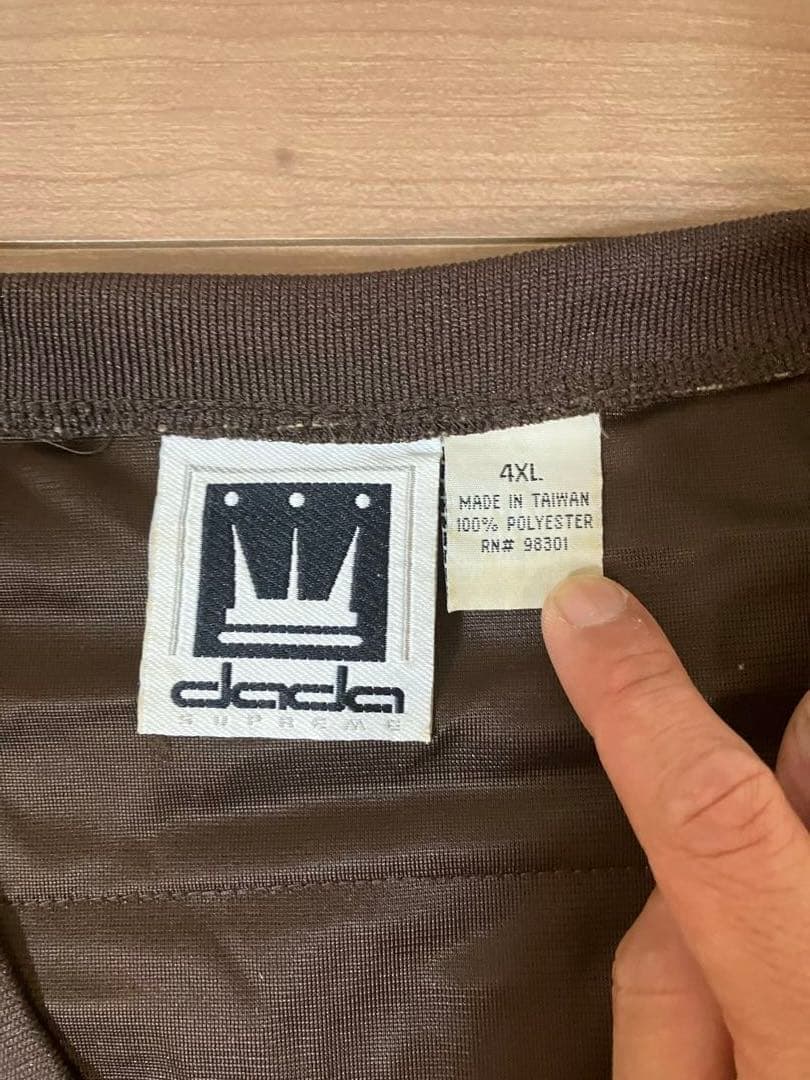 dada
SUPREME
4XL
MADE IN TAIWAN
100% POLYESTER
RN# 98301